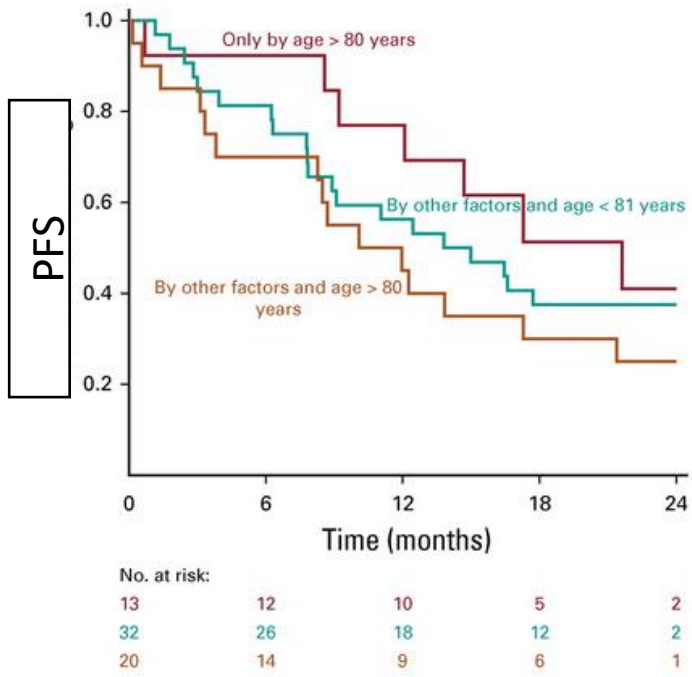 1.0
0.8
0.6
0.4
0.2
PFS
Only by age > 80 years
By other factors and age < 81 years
By other factors and age > 80
years
0 6 12 18 24
Time (months)
No. at risk:
13 12 10 5 2
32 26 18 12 2
20 14 9 6 1